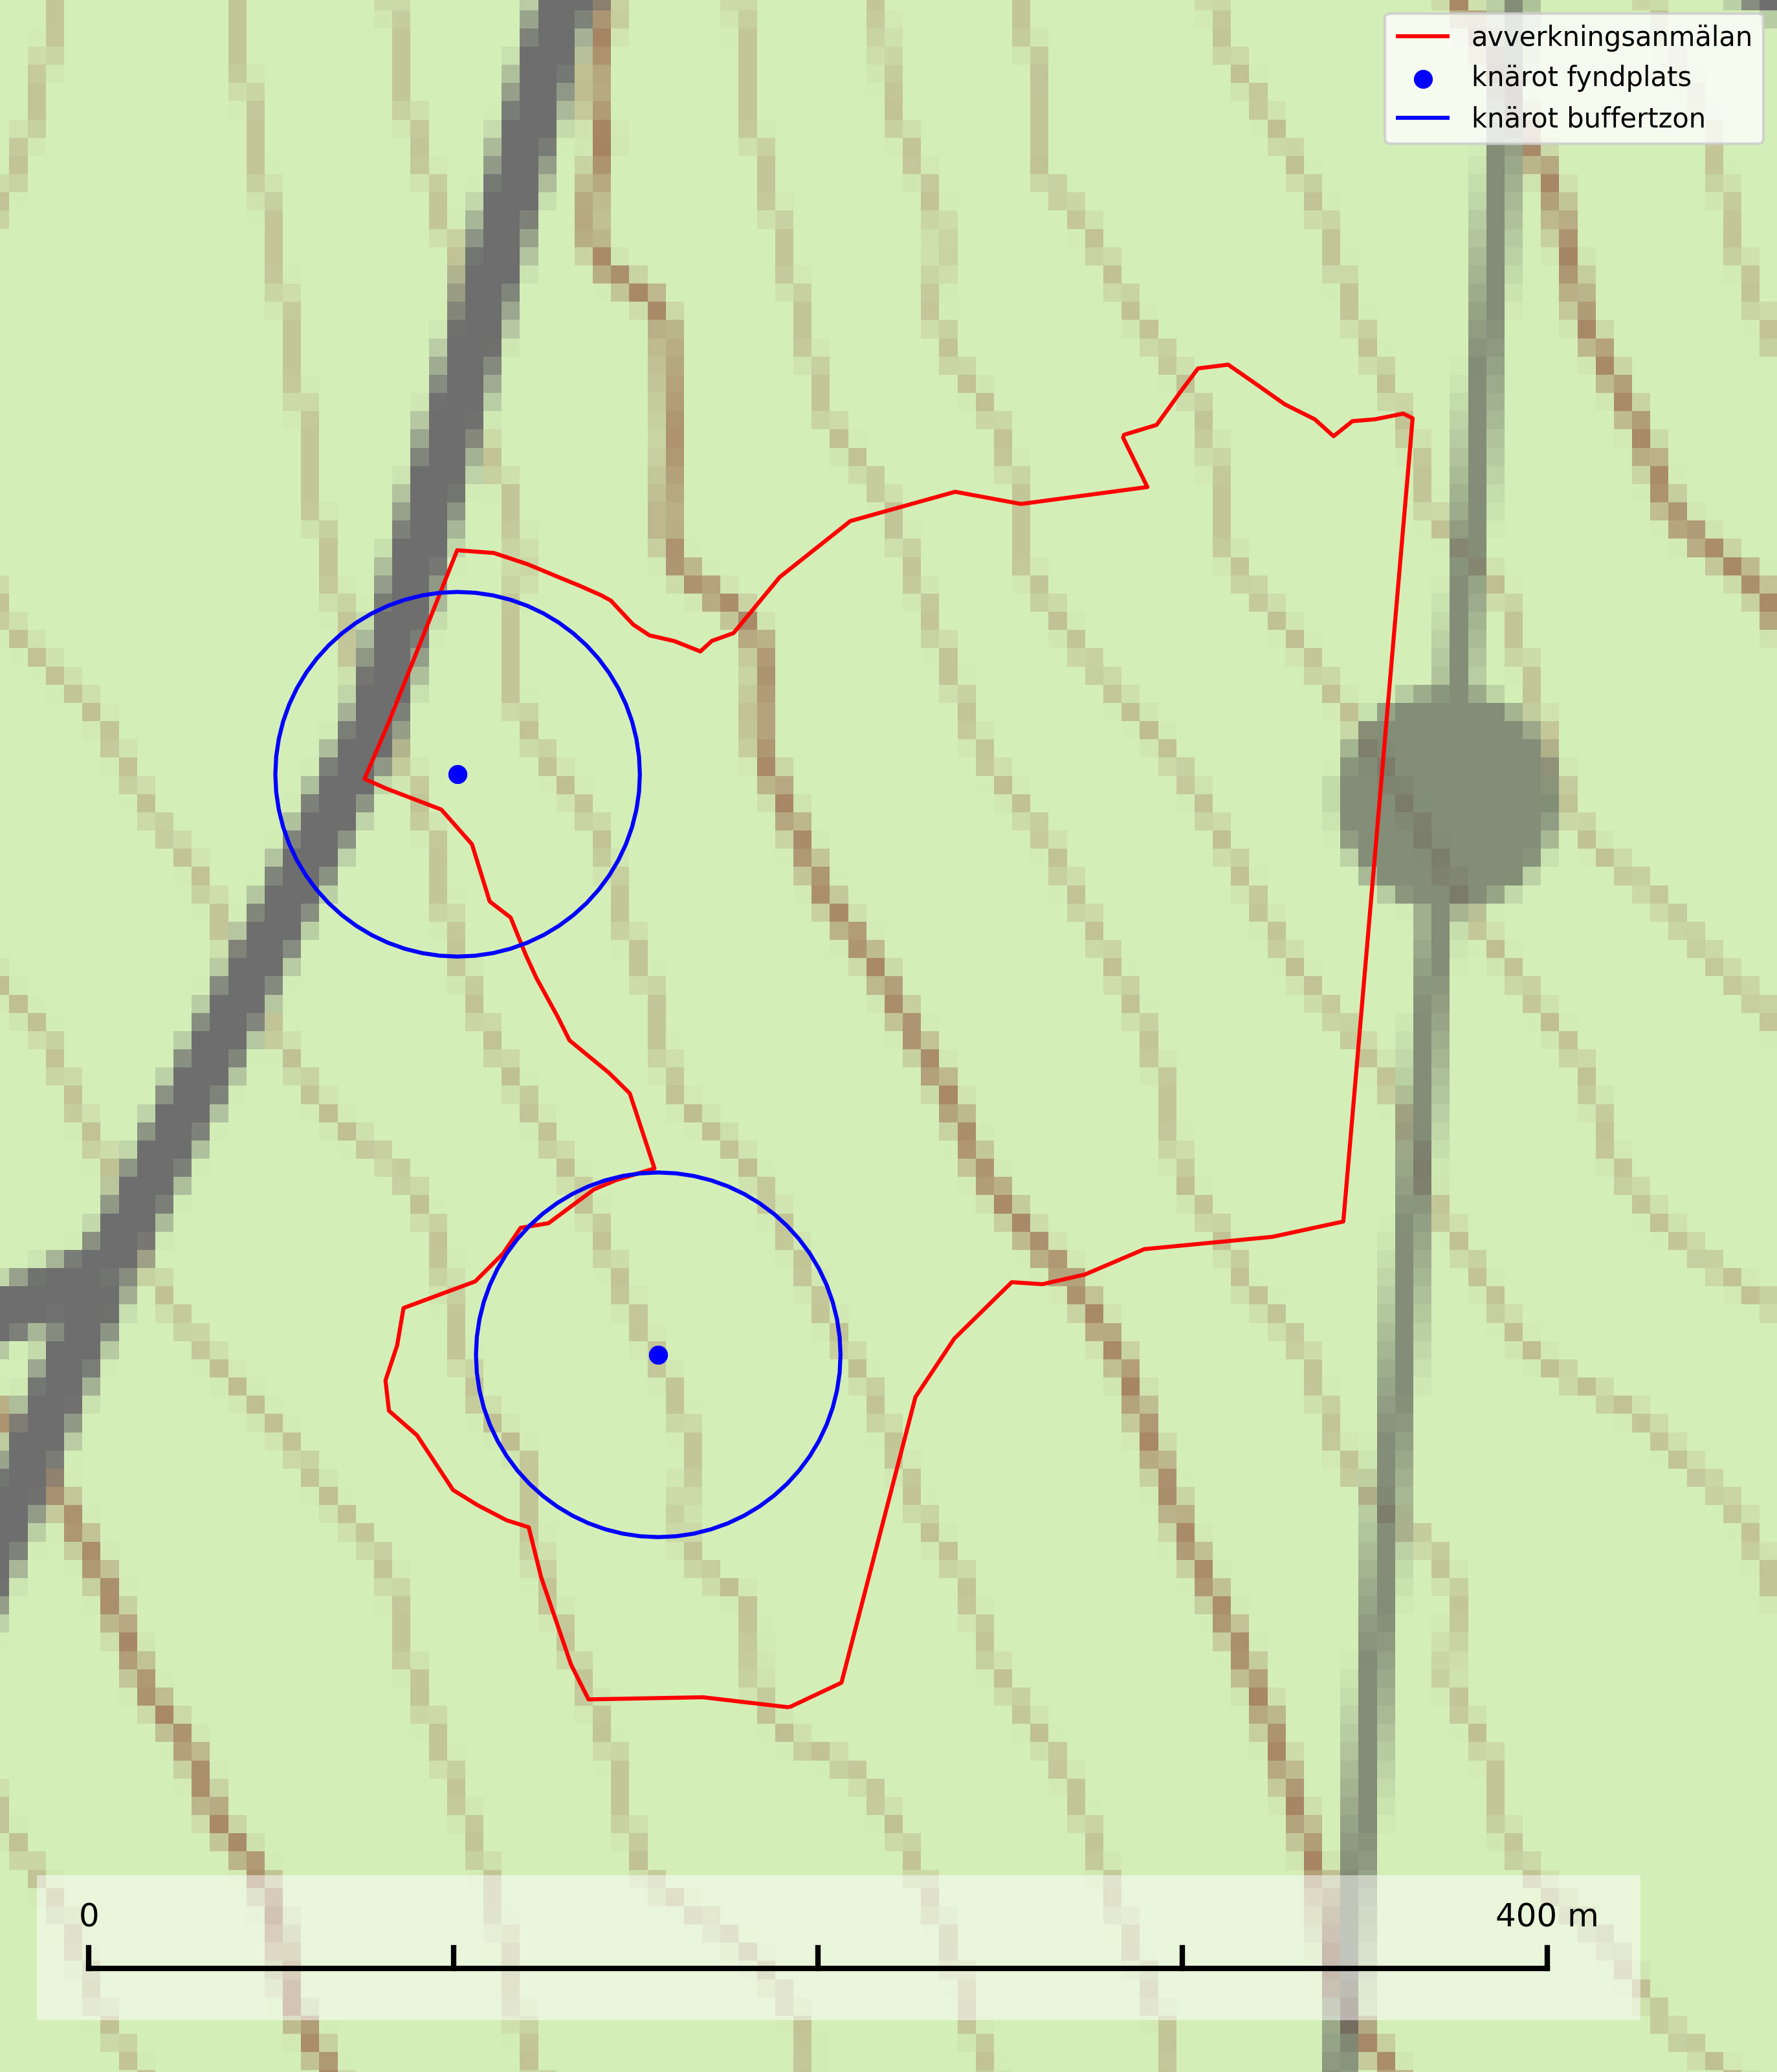 avverkningsanmälan
knärot fyndplats
knärot buffertzon
0
400 m